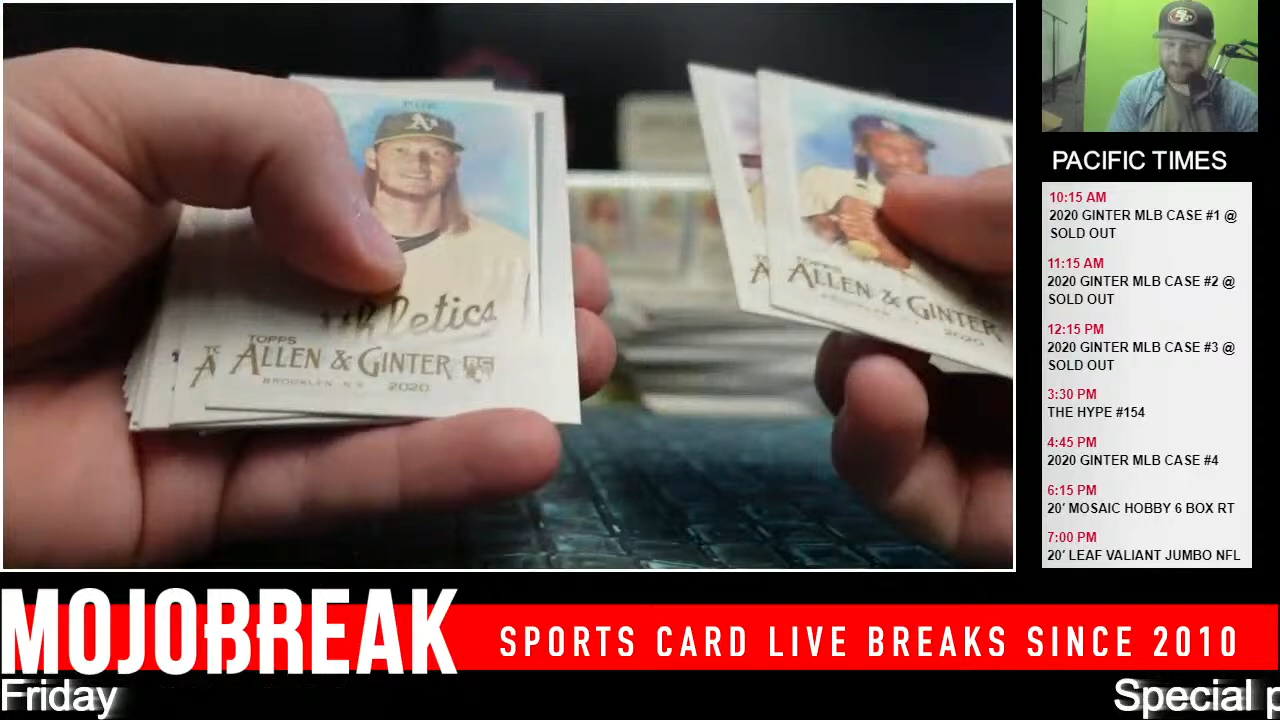 A's
Athletics
TOPPS
ALLEN & GINTER RC
BROOKLYN, N.Y. 2020
ALLEN & GINTER
2020
PACIFIC TIMES
10:15 AM
2020 GINTER MLB CASE #1 @
SOLD OUT
11:15 AM
2020 GINTER MLB CASE #2 @
SOLD OUT
12:15 PM
2020 GINTER MLB CASE #3 @
SOLD OUT
3:30 PM
THE HYPE #154
4:45 PM
2020 GINTER MLB CASE #4
6:15 PM
20' MOSAIC HOBBY 6 BOX RT
7:00 PM
20' LEAF VALIANT JUMBO NFL
MOJOBREAK
SPORTS CARD LIVE BREAKS SINCE 2010
Friday
Special p